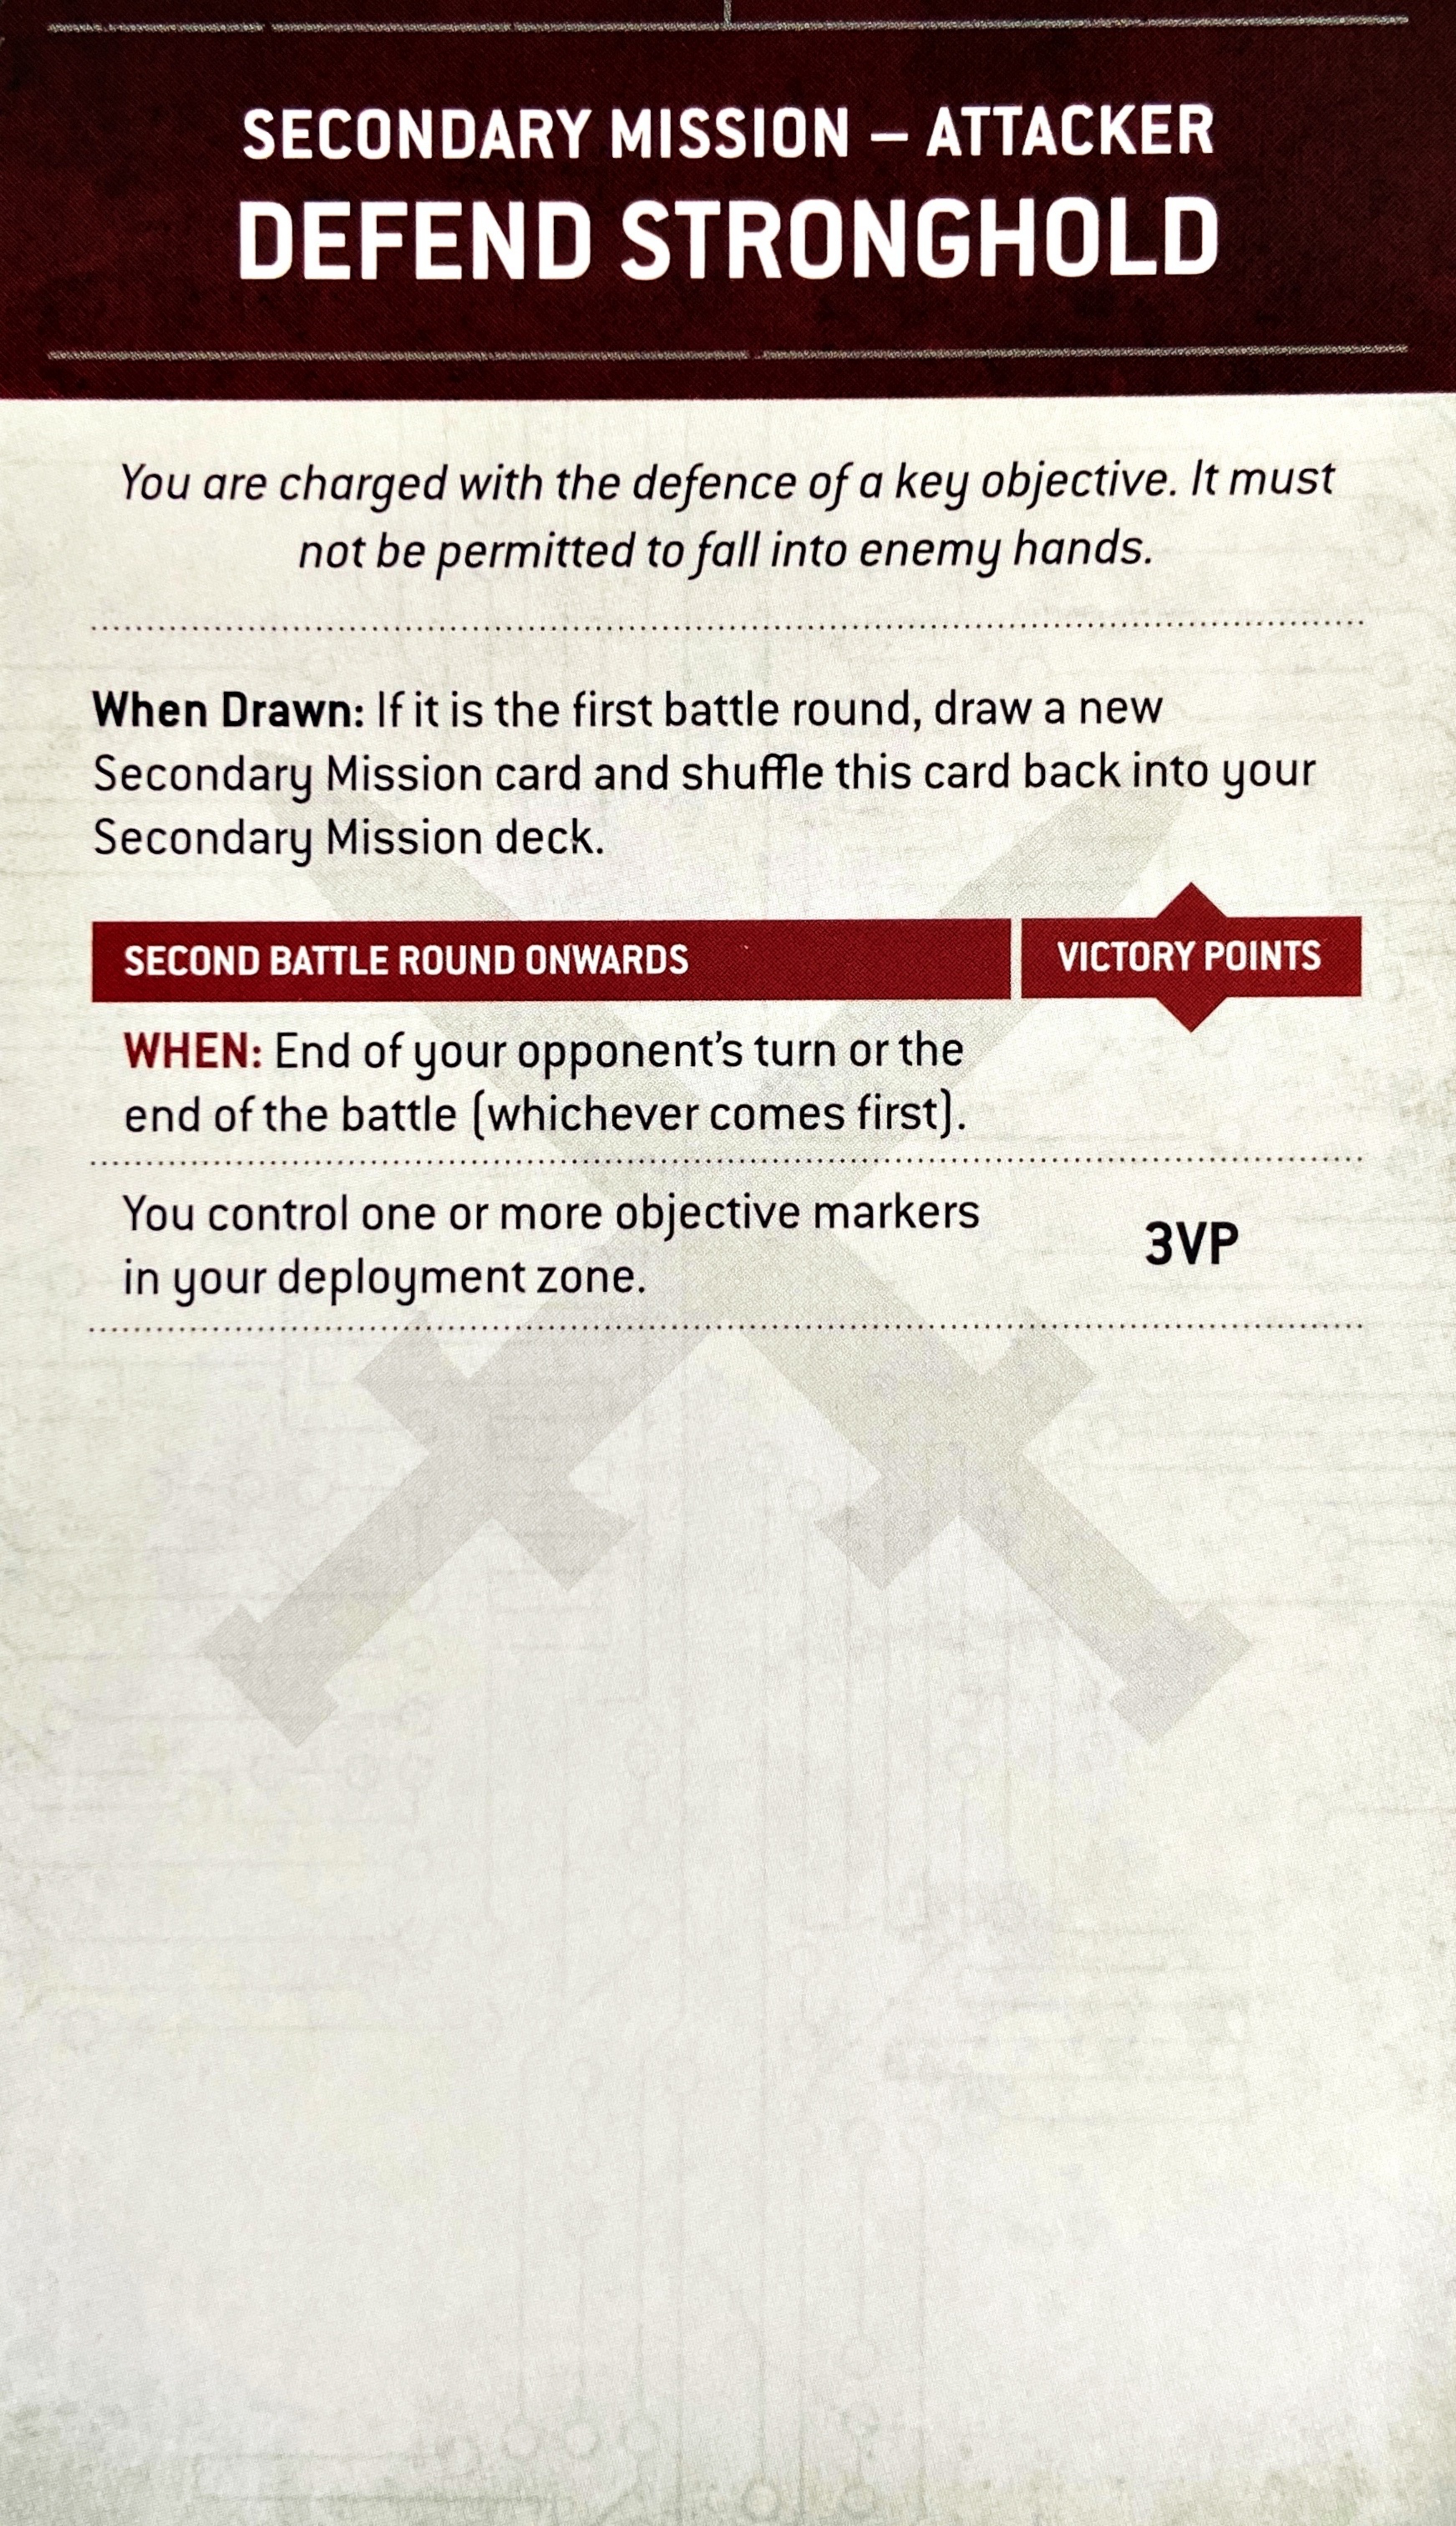 SECONDARY MISSION – ATTACKER
DEFEND STRONGHOLD
You are charged with the defence of a key objective. It must
not be permitted to fall into enemy hands.
When Drawn: If it is the first battle round, draw a new
Secondary Mission card and shuffle this card back into your
Secondary Mission deck.
SECOND BATTLE ROUND ONWARDS
VICTORY POINTS
WHEN: End of your opponent's turn or the
end of the battle (whichever comes first).
You control one or more objective markers
in your deployment zone.
3VP